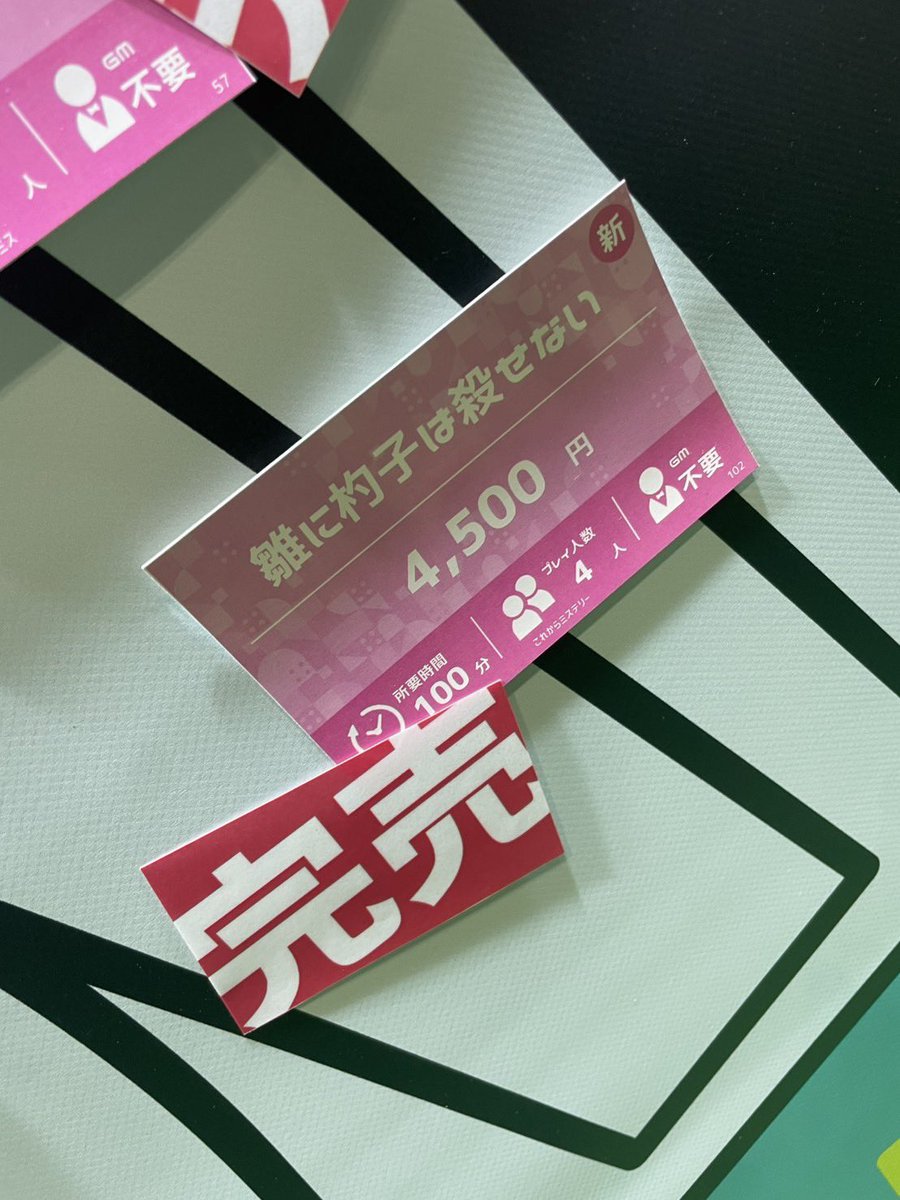 GM
不要
57
人
ミス
新
雛に杓子は殺せない
4,500 円
所要時間
100 分
プレイ人数
4 人
これからミステリー
GM
不要
102
完売